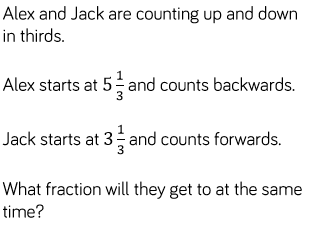 Alex and Jack are counting up and down
in thirds.
Alex starts at 5 1/3 and counts backwards.
Jack starts at 3 1/3 and counts forwards.
What fraction will they get to at the same
time?